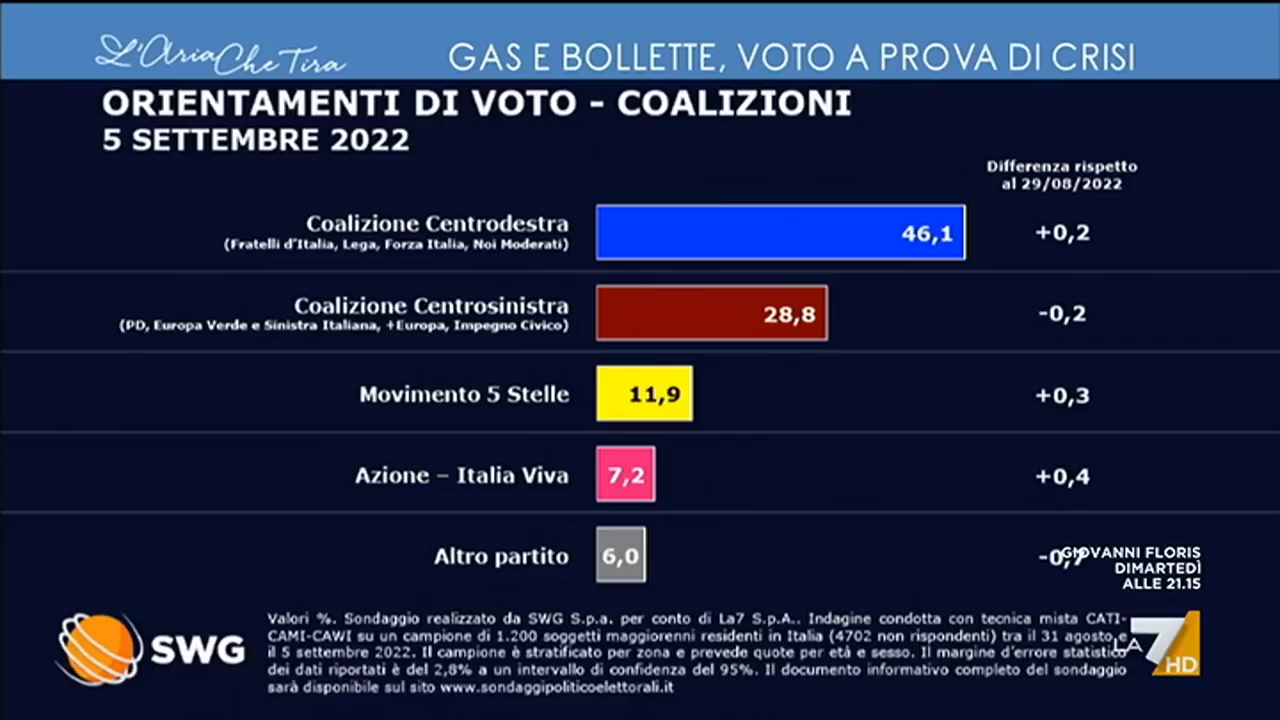 L'Aria Che Tira
GAS E BOLLETTE, VOTO A PROVA DI CRISI
ORIENTAMENTI DI VOTO - COALIZIONI
5 SETTEMBRE 2022
Differenza rispetto
al 29/08/2022
Coalizione Centrodestra
(Fratelli d'Italia, Lega, Forza Italia, Noi Moderati)
46,1
+0,2
Coalizione Centrosinistra
(PD, Europa Verde e Sinistra Italiana, +Europa, Impegno Civico)
28,8
-0,2
Movimento 5 Stelle
11,9
+0,3
Azione – Italia Viva
7,2
+0,4
Altro partito
6,0
-0,7
GIOVANNI FLORIS
DIMARTEDÌ
ALLE 21.15
SWG
Valori %. Sondaggio realizzato da SWG S.p.a. per conto di La7 S.p.A.. Indagine condotta con tecnica mista CATI-
CAMI-CAWI su un campione di 1.200 soggetti maggiorenni residenti in Italia (4702 non rispondenti) tra il 31 agosto e
il 5 settembre 2022. Il campione è stratificato per zona e prevede quote per età e sesso. Il margine d'errore statistico
dei dati riportati è del 2,8% a un intervallo di confidenza del 95%. Il documento informativo completo del sondaggio
sarà disponibile sul sito www.sondaggipoliticoelettorali.it
LA 7 HD